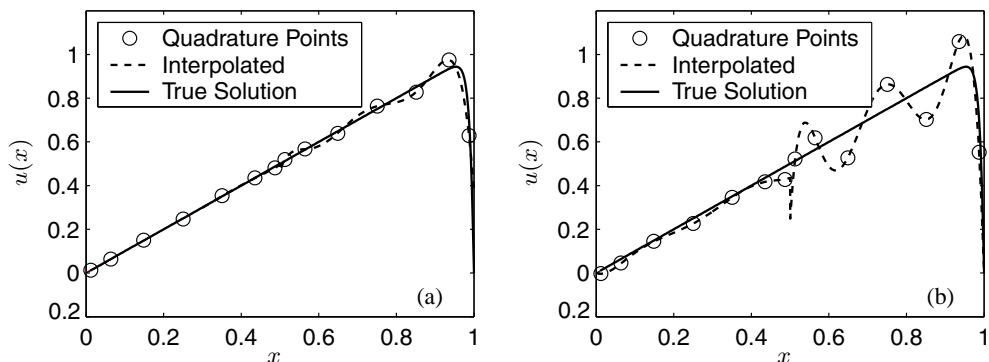 1
0.8
0.6
0.4
0.2
0
0.2
u(x)
Quadrature Points
Interpolated
True Solution
(a)
0 0.2 0.4 0.6 0.8 1
x
1
0.8
0.6
0.4
0.2
0
0.2
u(x)
Quadrature Points
Interpolated
True Solution
(b)
0 0.2 0.4 0.6 0.8 1
x